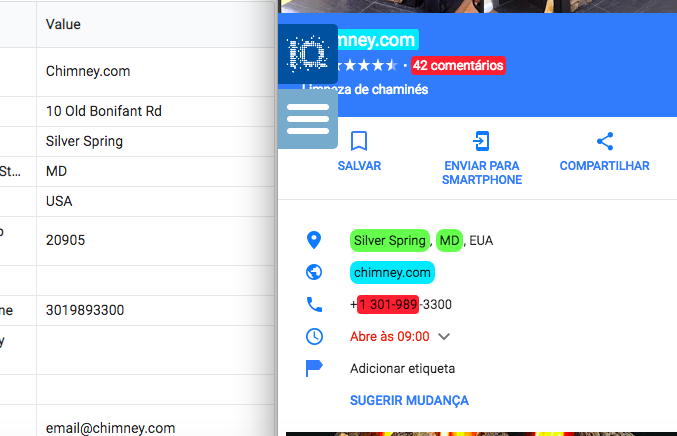 Value
Chimney.com
10 Old Bonifant Rd
Silver Spring
St... MD
USA
20905
ne 3019893300
y
email@chimney.com
IQ
mney.com
· 42 comentários
Limpeza de chaminés
SALVAR
ENVIAR PARA
SMARTPHONE
COMPARTILHAR
Silver Spring, MD, EUA
chimney.com
+1 301-989-3300
Abre às 09:00
Adicionar etiqueta
SUGERIR MUDANÇA